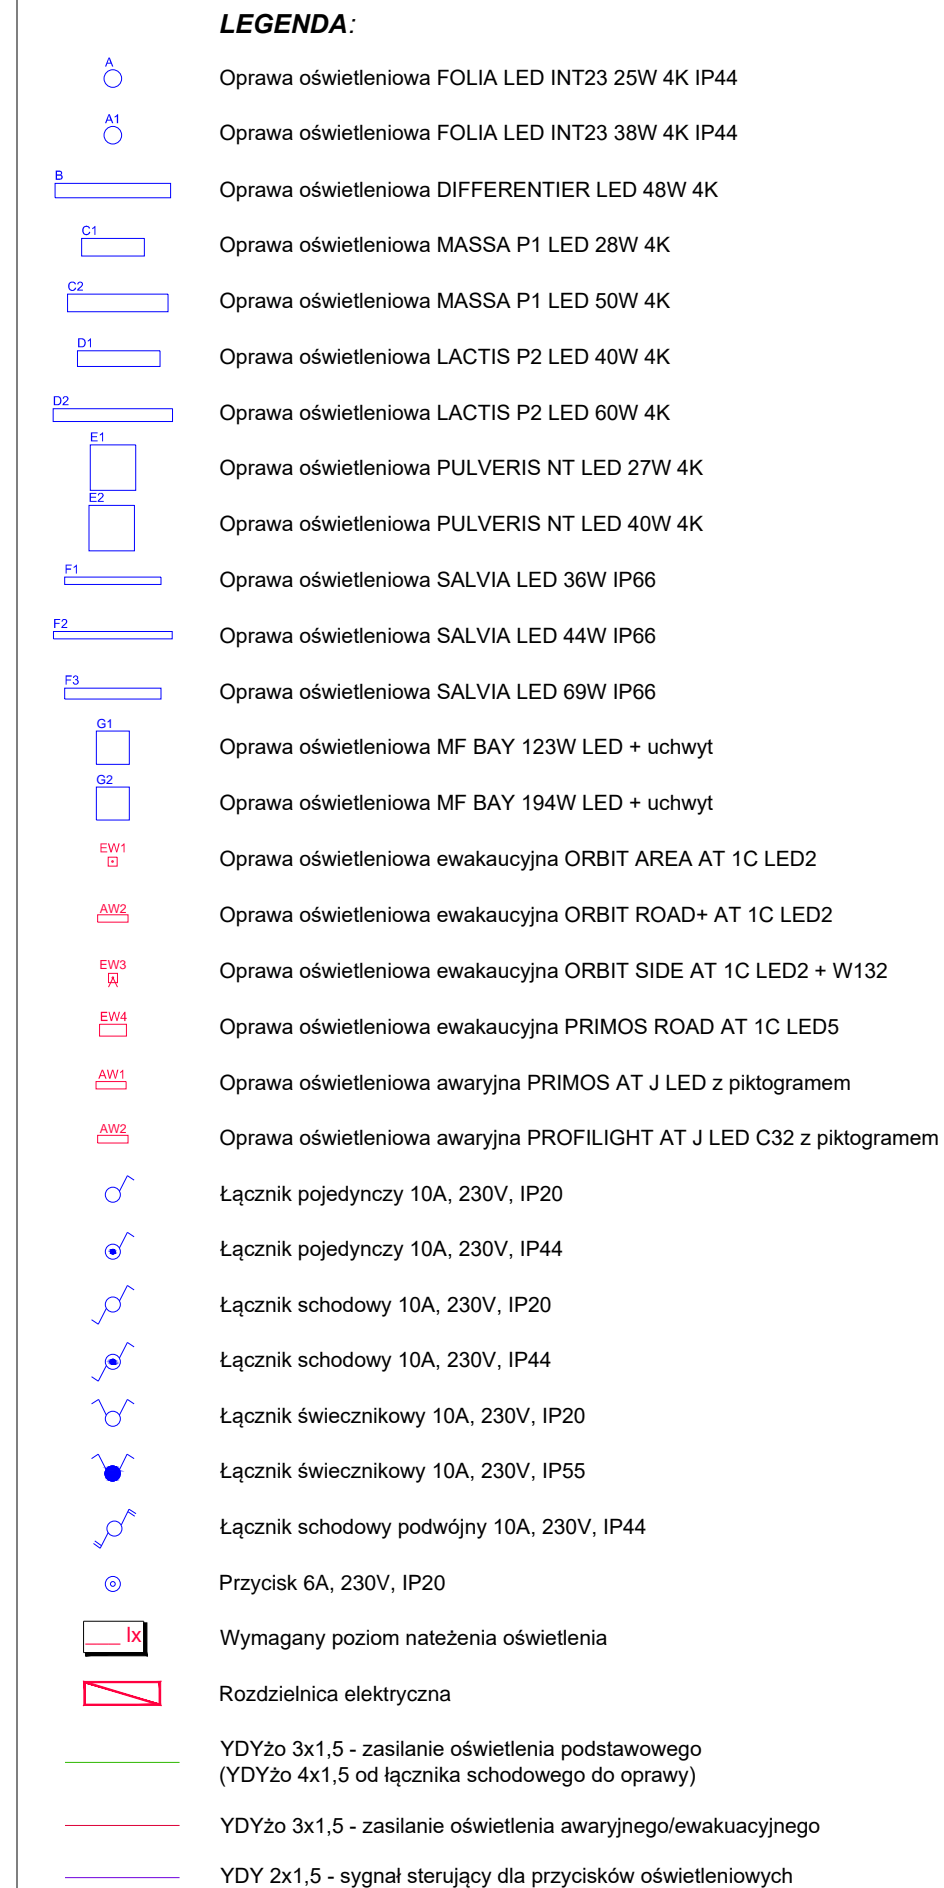 LEGENDA:
A
Oprawa oświetleniowa FOLIA LED INT23 25W 4K IP44
A1
Oprawa oświetleniowa FOLIA LED INT23 38W 4K IP44
B
Oprawa oświetleniowa DIFFERENTIER LED 48W 4K
C1
Oprawa oświetleniowa MASSA P1 LED 28W 4K
C2
Oprawa oświetleniowa MASSA P1 LED 50W 4K
D1
Oprawa oświetleniowa LACTIS P2 LED 40W 4K
D2
Oprawa oświetleniowa LACTIS P2 LED 60W 4K
E1
Oprawa oświetleniowa PULVERIS NT LED 27W 4K
E2
Oprawa oświetleniowa PULVERIS NT LED 40W 4K
F1
Oprawa oświetleniowa SALVIA LED 36W IP66
F2
Oprawa oświetleniowa SALVIA LED 44W IP66
F3
Oprawa oświetleniowa SALVIA LED 69W IP66
G1
Oprawa oświetleniowa MF BAY 123W LED + uchwyt
G2
Oprawa oświetleniowa MF BAY 194W LED + uchwyt
EW1
Oprawa oświetleniowa ewakaucyjna ORBIT AREA AT 1C LED2
AW2
Oprawa oświetleniowa ewakaucyjna ORBIT ROAD+ AT 1C LED2
EW3
Oprawa oświetleniowa ewakaucyjna ORBIT SIDE AT 1C LED2 + W132
EW4
Oprawa oświetleniowa ewakaucyjna PRIMOS ROAD AT 1C LED5
AW1
Oprawa oświetleniowa awaryjna PRIMOS AT J LED z piktogramem
AW2
Oprawa oświetleniowa awaryjna PROFILIGHT AT J LED C32 z piktogramem
Łącznik pojedynczy 10A, 230V, IP20
Łącznik pojedynczy 10A, 230V, IP44
Łącznik schodowy 10A, 230V, IP20
Łącznik schodowy 10A, 230V, IP44
Łącznik świecznikowy 10A, 230V, IP20
Łącznik świecznikowy 10A, 230V, IP55
Łącznik schodowy podwójny 10A, 230V, IP44
Przycisk 6A, 230V, IP20
___ lx
Wymagany poziom nateżenia oświetlenia
Rozdzielnica elektryczna
YDYżo 3x1,5 - zasilanie oświetlenia podstawowego
(YDYżo 4x1,5 od łącznika schodowego do oprawy)
YDYżo 3x1,5 - zasilanie oświetlenia awaryjnego/ewakuacyjnego
YDY 2x1,5 - sygnał sterujący dla przycisków oświetleniowych